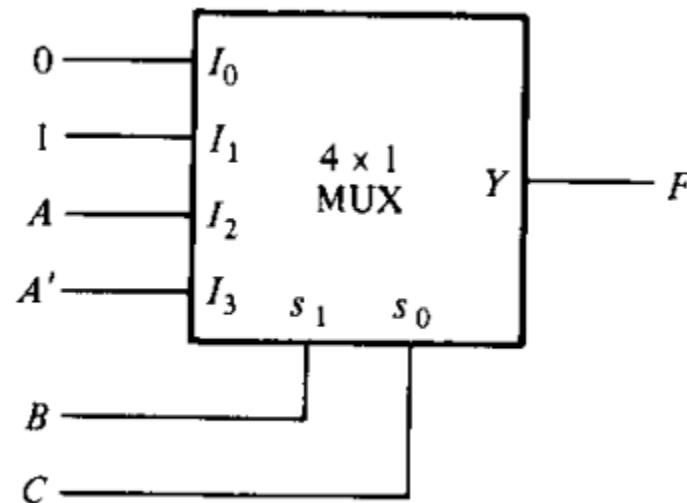 0 I₀
1 I₁
4 × 1
MUX
Y F
A I₂
A' I₃
s₁ s₀
B
C